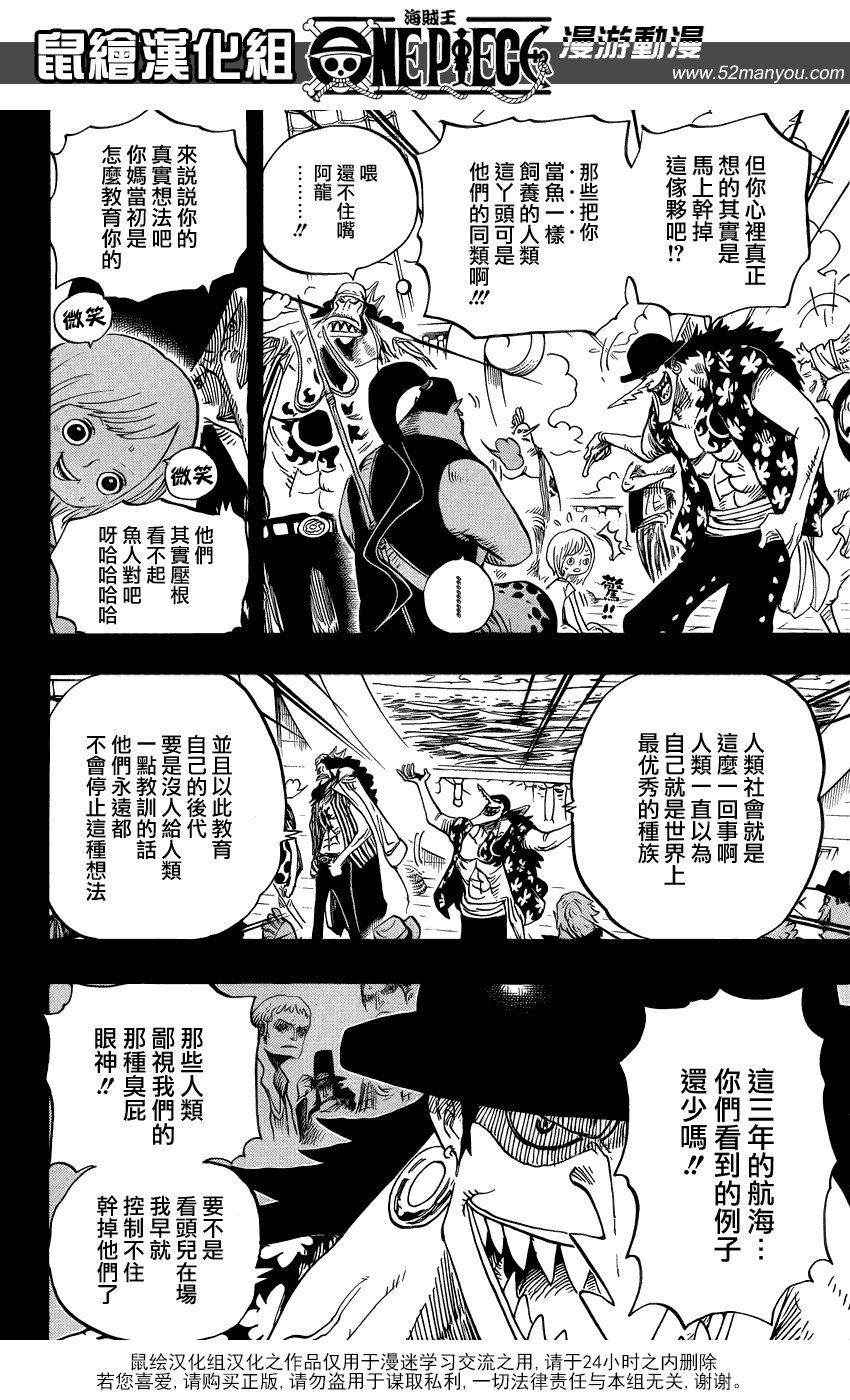 海賊王
鼠繪漢化組
ONE PIECE
漫游動漫
www.52manyou.com
但你心裡真正
想的其實是
馬上幹掉
這傢夥吧!?
那些把你
當魚一樣
飼養的人類
這丫頭可是
他們的同類啊!!!
喂
還不住嘴
阿龍
………!!
…………
驚!!
來説説你的
真實想法吧
你媽當初是
怎麼教育你的
微笑
微笑
他們
其實壓根
看不起
魚人對吧
呀哈哈哈哈
人類社會就是
這麼一回事啊
人類一直以為
自己就是世界上
最优秀的種族
並且以此教育
自己的後代
要是沒人給人類
一點教訓的話
他們永遠都
不會停止這種想法
這三年的航海…
你們看到的例子
還少嗎!!
那些人類
鄙視我們的
那種臭屁
眼神!!
要不是
看頭兒在場
我早就
控制不住
幹掉他們了
鼠绘汉化组汉化之作品仅用于漫迷学习交流之用, 请于24小时之内删除
若您喜爱, 请购买正版, 请勿用于谋取私利, 一切法律责任与本组无关, 谢谢。